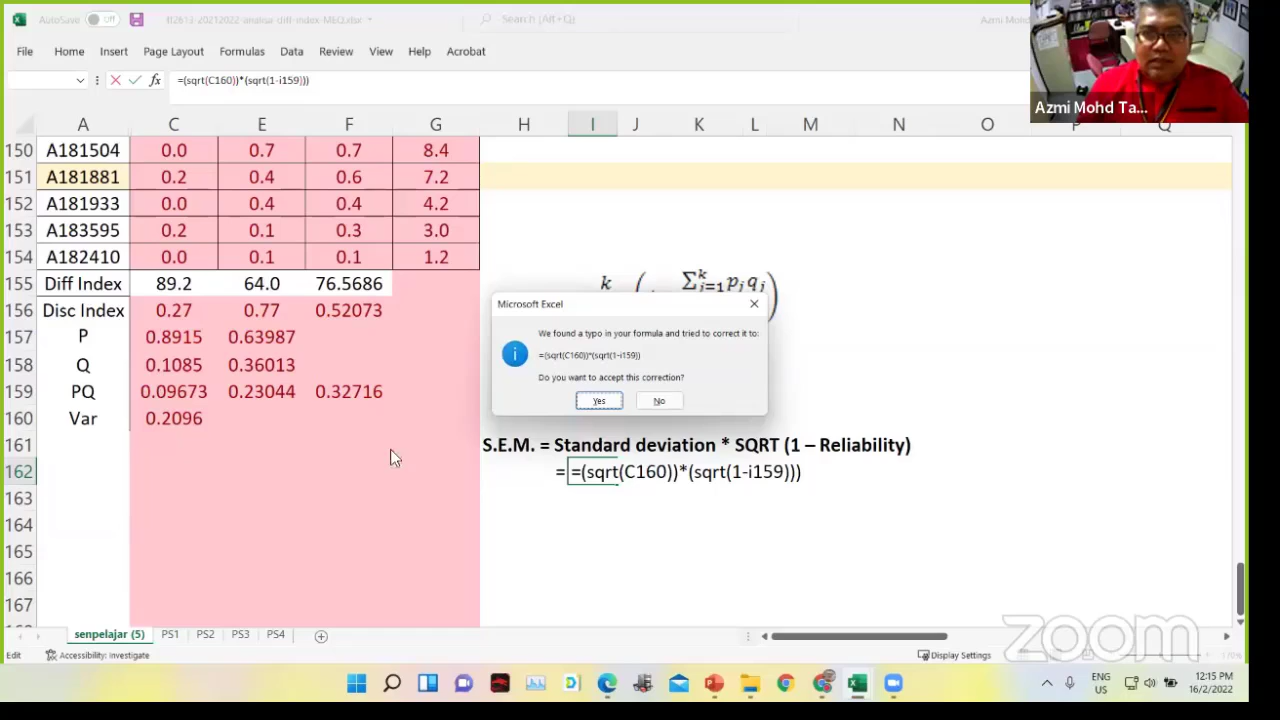 AutoSave Off
Search (Alt+Q)
Azmi Mohd
File Home Insert Page Layout Formulas Data Review View Help Acrobat
=(sqrt(C160))*(sqrt(1-i159)))
Azmi Mohd Ta...
A C E F G H I J K L M N O P Q
150 A181504 0.0 0.7 0.7 8.4
151 A181881 0.2 0.4 0.6 7.2
152 A181933 0.0 0.4 0.4 4.2
153 A183595 0.2 0.1 0.3 3.0
154 A182410 0.0 0.1 0.1 1.2
155 Diff Index 89.2 64.0 76.5686
156 Disc Index 0.27 0.77 0.52073
157 P 0.8915 0.63987
158 Q 0.1085 0.36013
159 PQ 0.09673 0.23044 0.32716
160 Var 0.2096
k ( Σ k j=1 pjqj )
Microsoft Excel
We found a typo in your formula and tried to correct it to:
=(sqrt(C160))*(sqrt(1-i159))
Do you want to accept this correction?
Yes No
161 S.E.M. = Standard deviation * SQRT (1 – Reliability)
162 = =(sqrt(C160))*(sqrt(1-i159)))
163
164
165
166
167
senpelajar (5) PS1 PS2 PS3 PS4
zoom
Edit Accessibility: Investigate Display Settings 170%
ENG
US
12:15 PM
16/2/2022